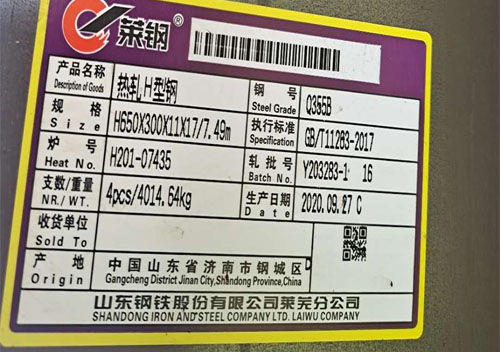 莱钢®
产品名称 Description of Goods 热轧 H型钢 钢号 Steel Grade Q355B
规格 Size H650X300X11X17/7.49m 执行标准 Specification GB/T11263-2017
炉号 Heat No. H201-07435 轧批号 Batch No. Y203283-1 16
支数/重量 NR./WT. 4pcs/4014.64kg 生产日期 Date 2020.09.27 C
收货单位 Sold To
产地 Origin 中国山东省济南市钢城区 Gangcheng District Jinan City, Shandong Province, China
山东钢铁股份有限公司莱芜分公司
SHANDONG IRON AND STEEL COMPANY LTD. LAIWU COMPANY